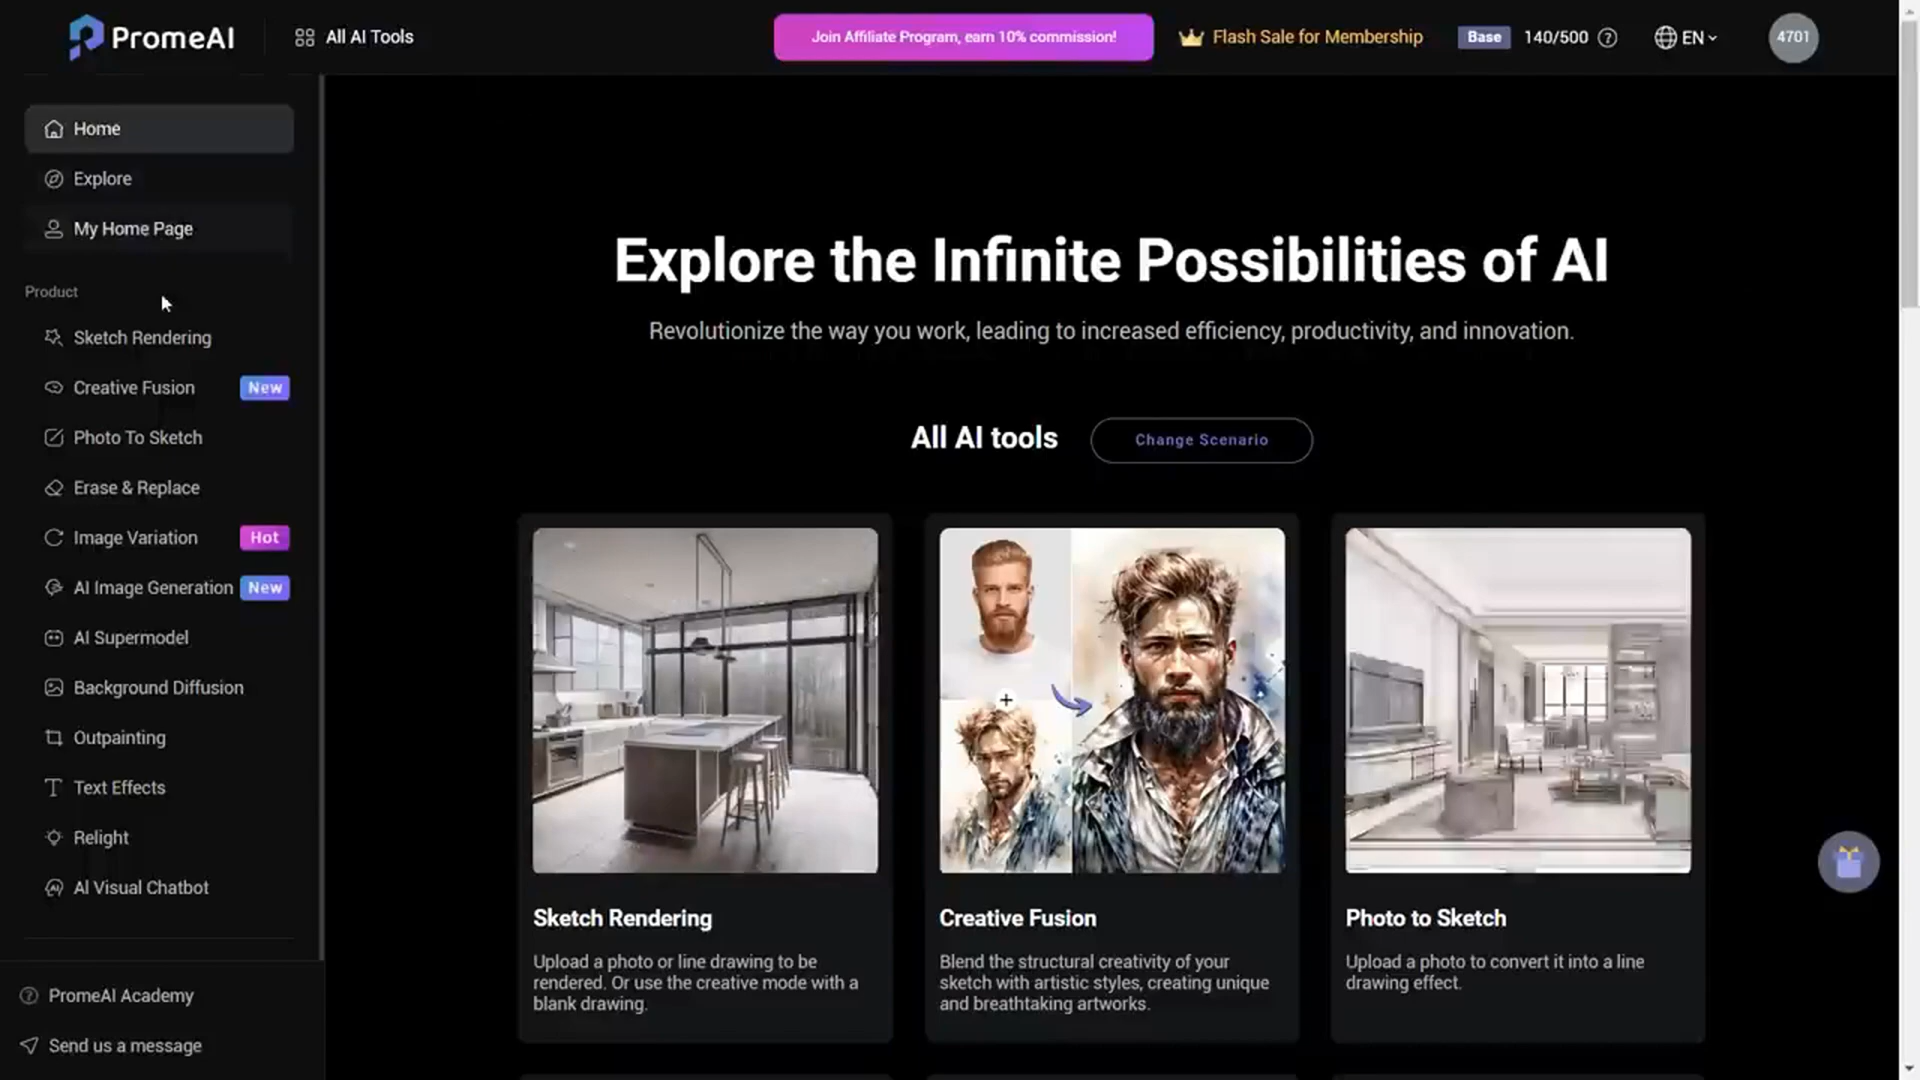 PromeAI
All AI Tools
Join Affiliate Program, earn 10% commission!
Flash Sale for Membership
Base
140/500
?
EN
4701
Home
Explore
My Home Page
Product
Sketch Rendering
Creative Fusion
New
Photo To Sketch
Erase & Replace
Image Variation
Hot
AI Image Generation
New
AI Supermodel
Background Diffusion
Outpainting
Text Effects
Relight
AI Visual Chatbot
PromeAI Academy
Send us a message
Explore the Infinite Possibilities of AI
Revolutionize the way you work, leading to increased efficiency, productivity, and innovation.
All AI tools
Change Scenario
Sketch Rendering
Upload a photo or line drawing to be
rendered. Or use the creative mode with a
blank drawing.
Creative Fusion
Blend the structural creativity of your
sketch with artistic styles, creating unique
and breathtaking artworks.
Photo to Sketch
Upload a photo to convert it into a line
drawing effect.